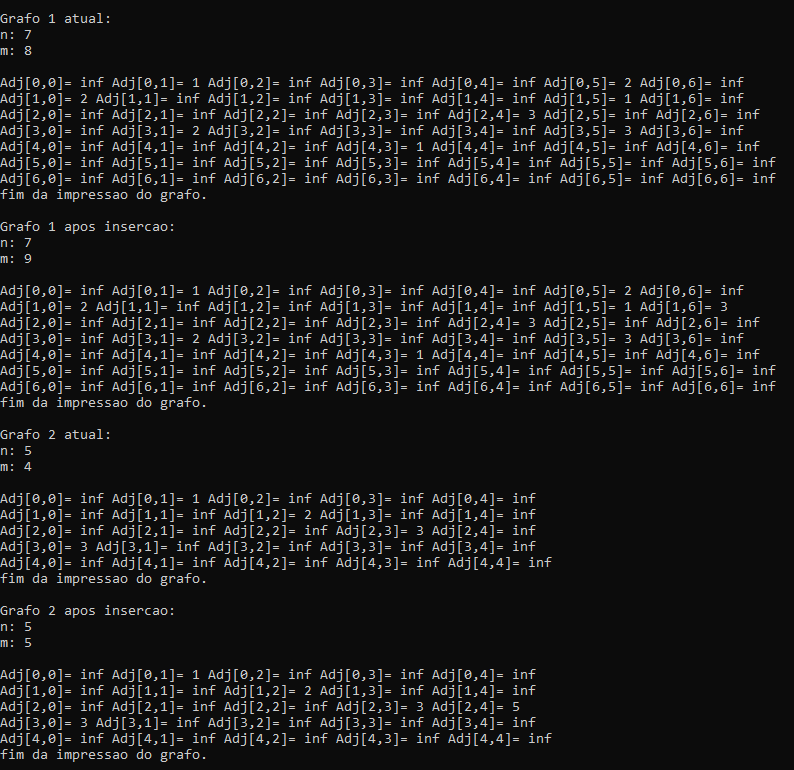 Grafo 1 atual:
n: 7
m: 8
Adj[0,0]= inf Adj[0,1]= 1 Adj[0,2]= inf Adj[0,3]= inf Adj[0,4]= inf Adj[0,5]= 2 Adj[0,6]= inf
Adj[1,0]= 2 Adj[1,1]= inf Adj[1,2]= inf Adj[1,3]= inf Adj[1,4]= inf Adj[1,5]= 1 Adj[1,6]= inf
Adj[2,0]= inf Adj[2,1]= inf Adj[2,2]= inf Adj[2,3]= inf Adj[2,4]= 3 Adj[2,5]= inf Adj[2,6]= inf
Adj[3,0]= inf Adj[3,1]= 2 Adj[3,2]= inf Adj[3,3]= inf Adj[3,4]= inf Adj[3,5]= 3 Adj[3,6]= inf
Adj[4,0]= inf Adj[4,1]= inf Adj[4,2]= inf Adj[4,3]= 1 Adj[4,4]= inf Adj[4,5]= inf Adj[4,6]= inf
Adj[5,0]= inf Adj[5,1]= inf Adj[5,2]= inf Adj[5,3]= inf Adj[5,4]= inf Adj[5,5]= inf Adj[5,6]= inf
Adj[6,0]= inf Adj[6,1]= inf Adj[6,2]= inf Adj[6,3]= inf Adj[6,4]= inf Adj[6,5]= inf Adj[6,6]= inf
fim da impressao do grafo.
Grafo 1 apos insercao:
n: 7
m: 9
Adj[0,0]= inf Adj[0,1]= 1 Adj[0,2]= inf Adj[0,3]= inf Adj[0,4]= inf Adj[0,5]= 2 Adj[0,6]= inf
Adj[1,0]= 2 Adj[1,1]= inf Adj[1,2]= inf Adj[1,3]= inf Adj[1,4]= inf Adj[1,5]= 1 Adj[1,6]= 3
Adj[2,0]= inf Adj[2,1]= inf Adj[2,2]= inf Adj[2,3]= inf Adj[2,4]= 3 Adj[2,5]= inf Adj[2,6]= inf
Adj[3,0]= inf Adj[3,1]= 2 Adj[3,2]= inf Adj[3,3]= inf Adj[3,4]= inf Adj[3,5]= 3 Adj[3,6]= inf
Adj[4,0]= inf Adj[4,1]= inf Adj[4,2]= inf Adj[4,3]= 1 Adj[4,4]= inf Adj[4,5]= inf Adj[4,6]= inf
Adj[5,0]= inf Adj[5,1]= inf Adj[5,2]= inf Adj[5,3]= inf Adj[5,4]= inf Adj[5,5]= inf Adj[5,6]= inf
Adj[6,0]= inf Adj[6,1]= inf Adj[6,2]= inf Adj[6,3]= inf Adj[6,4]= inf Adj[6,5]= inf Adj[6,6]= inf
fim da impressao do grafo.
Grafo 2 atual:
n: 5
m: 4
Adj[0,0]= inf Adj[0,1]= 1 Adj[0,2]= inf Adj[0,3]= inf Adj[0,4]= inf
Adj[1,0]= inf Adj[1,1]= inf Adj[1,2]= 2 Adj[1,3]= inf Adj[1,4]= inf
Adj[2,0]= inf Adj[2,1]= inf Adj[2,2]= inf Adj[2,3]= 3 Adj[2,4]= inf
Adj[3,0]= 3 Adj[3,1]= inf Adj[3,2]= inf Adj[3,3]= inf Adj[3,4]= inf
Adj[4,0]= inf Adj[4,1]= inf Adj[4,2]= inf Adj[4,3]= inf Adj[4,4]= inf
fim da impressao do grafo.
Grafo 2 apos insercao:
n: 5
m: 5
Adj[0,0]= inf Adj[0,1]= 1 Adj[0,2]= inf Adj[0,3]= inf Adj[0,4]= inf
Adj[1,0]= inf Adj[1,1]= inf Adj[1,2]= 2 Adj[1,3]= inf Adj[1,4]= inf
Adj[2,0]= inf Adj[2,1]= inf Adj[2,2]= inf Adj[2,3]= 3 Adj[2,4]= 5
Adj[3,0]= 3 Adj[3,1]= inf Adj[3,2]= inf Adj[3,3]= inf Adj[3,4]= inf
Adj[4,0]= inf Adj[4,1]= inf Adj[4,2]= inf Adj[4,3]= inf Adj[4,4]= inf
fim da impressao do grafo.